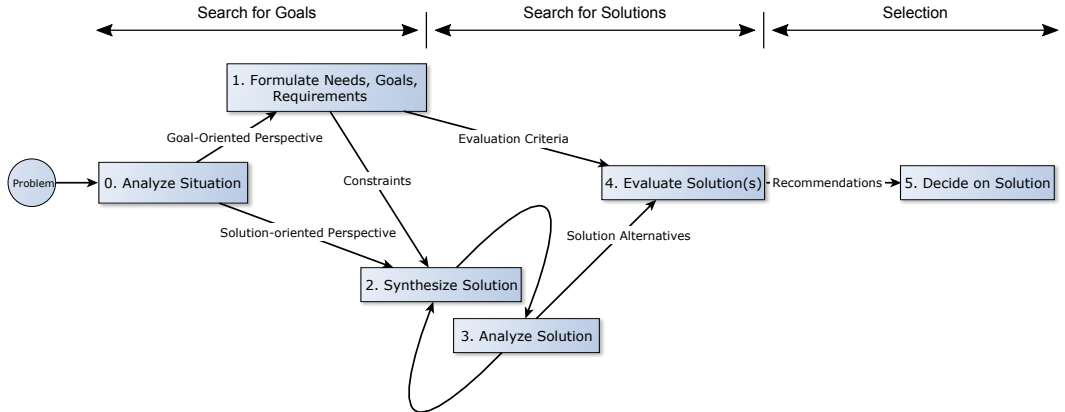 Search for Goals
Search for Solutions
Selection
1. Formulate Needs, Goals,
Requirements
Goal-Oriented Perspective
Evaluation Criteria
Problem
0. Analyze Situation
Constraints
4. Evaluate Solution(s)
Recommendations
5. Decide on Solution
Solution-oriented Perspective
Solution Alternatives
2. Synthesize Solution
3. Analyze Solution